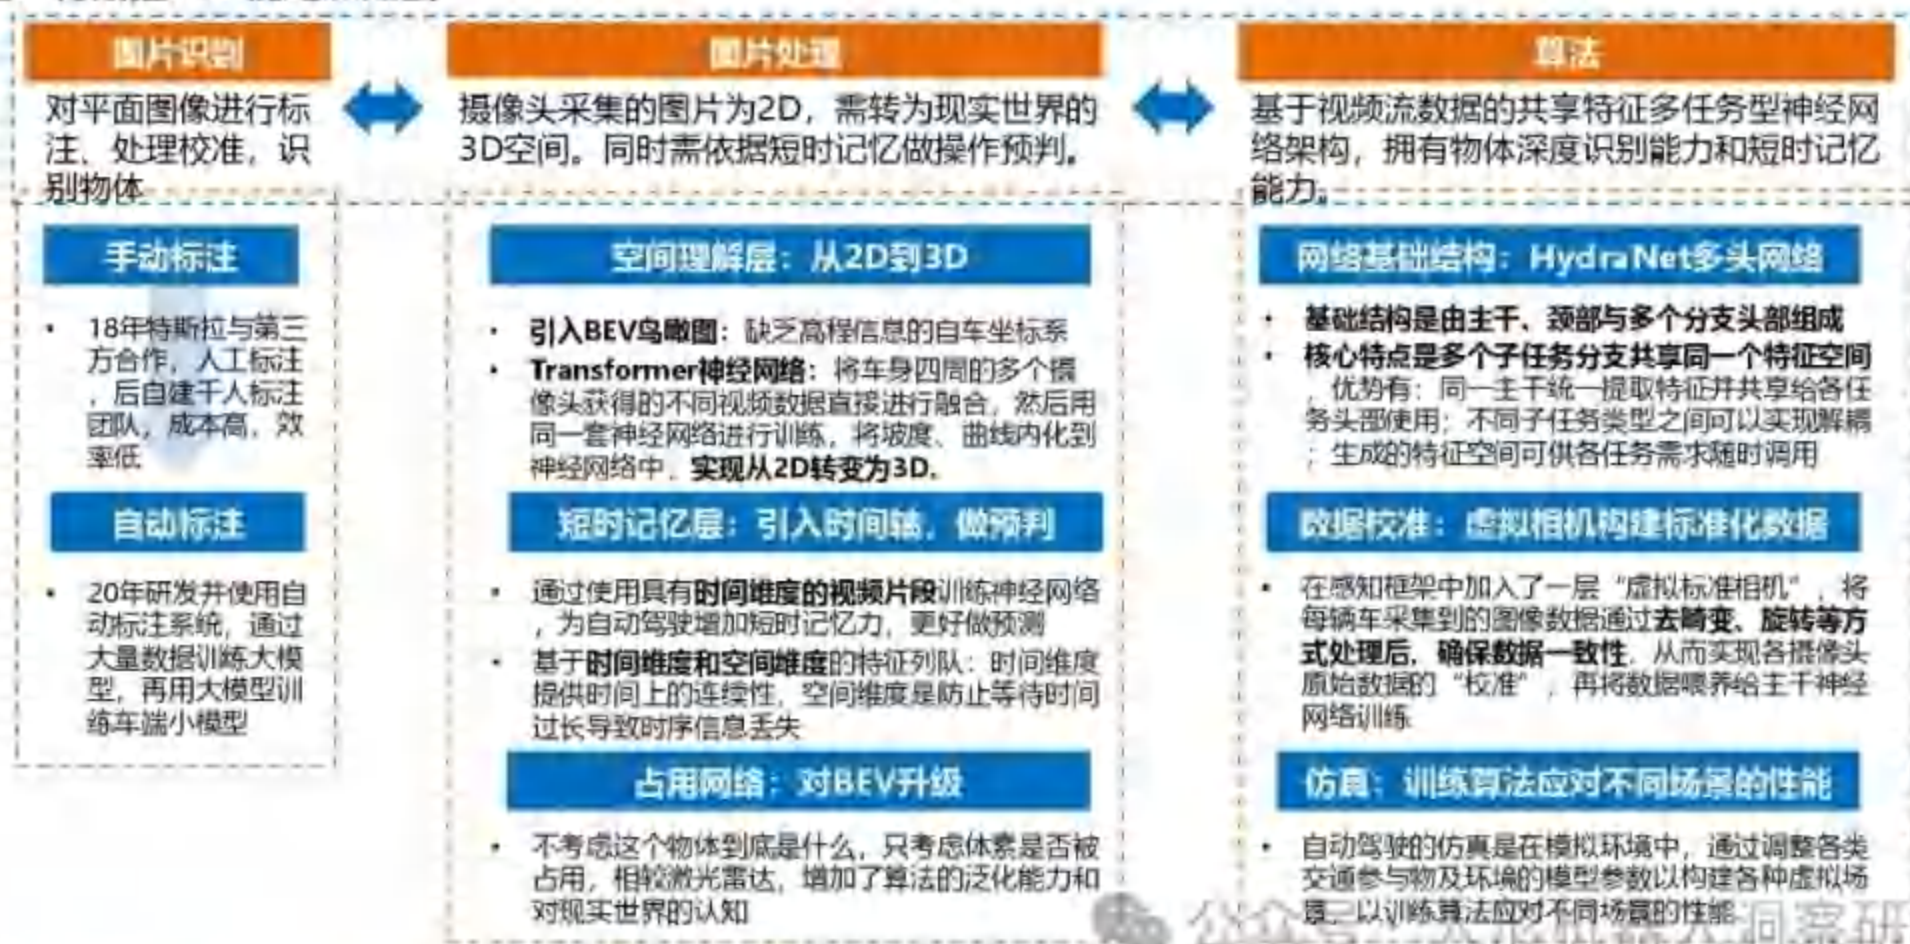 图片识别
对平面图像进行标
注、处理校准，识
别物体
手动标注
• 18年特斯拉与第三
方合作，人工标注
，后自建千人标注
团队，成本高、效
率低
自动标注
• 20年研发并使用自
动标注系统，通过
大量数据训练大模
型，再用大模型训
练车端小模型
图片处理
摄像头采集的图片为2D，需转为现实世界的
3D空间。同时需依据短时记忆做操作预判。
空间理解层：从2D到3D
• 引入BEV鸟瞰图：缺乏高程信息的自车坐标系
• Transformer神经网络：将车身四周的多个摄
像头获得的不同视频数据直接进行融合，然后用
同一套神经网络进行训练，将坡度、曲线内化到
神经网络中，实现从2D转变为3D。
短时记忆层：引入时间轴，做预判
• 通过使用具有时间维度的视频片段训练神经网络
，为自动驾驶增加短时记忆力，更好做预测
• 基于时间维度和空间维度的特征列队：时间维度
提供时间上的连续性，空间维度是防止等待时间
过长导致时序信息丢失
占用网络：对BEV升级
• 不考虑这个物体到底是什么，只考虑体素是否被
占用，相较激光雷达，增加了算法的泛化能力和
对现实世界的认知
算法
基于视频流数据的共享特征多任务型神经网
络架构，拥有物体深度识别能力和短时记忆
能力。
网络基础结构：HydraNet多头网络
• 基础结构是由主干、颈部与多个分支头部组成
• 核心特点是多个子任务分支共享同一个特征空间
，优势有：同一主干统一提取特征并共享给各任
务头部使用；不同子任务类型之间可以实现解耦
；生成的特征空间可供各任务需求随时调用
数据校准：虚拟相机构建标准化数据
• 在感知框架中加入了一层“虚拟标准相机”，将
每辆车采集到的图像数据通过去畸变、旋转等方
式处理后，确保数据一致性，从而实现各摄像头
原始数据的“校准”，再将数据喂养给主干神经
网络训练
仿真：训练算法应对不同场景的性能
• 自动驾驶的仿真是在模拟环境中，通过调整各类
交通参与物及环境的模型参数以构建各种虚拟场
景，以训练算法应对不同场景的性能
公众号
洞察研